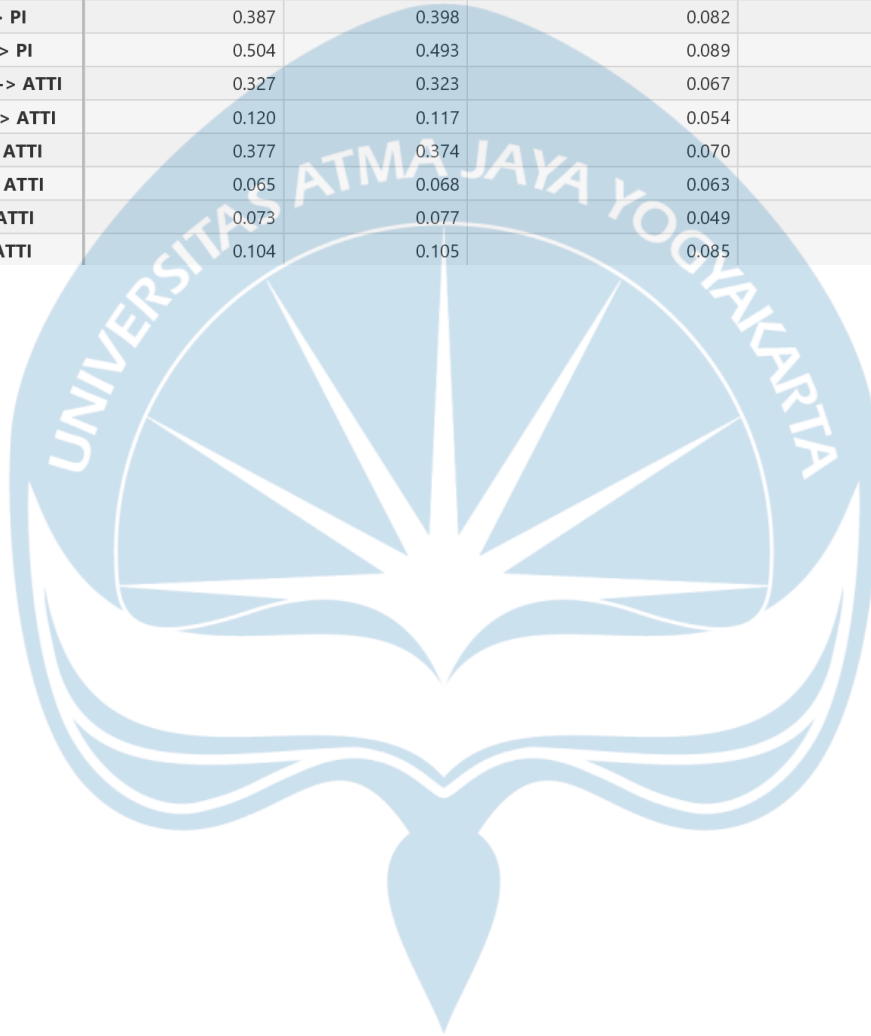 > PI 0.387 0.398 0.082
> PI 0.504 0.493 0.089
-> ATTI 0.327 0.323 0.067
> ATTI 0.120 0.117 0.054
ATTI 0.377 0.374 0.070
ATTI 0.065 0.068 0.063
ATTI 0.073 0.077 0.049
ATTI 0.104 0.105 0.085
UNIVERSITAS ATMA JAYA YOGYAKARTA